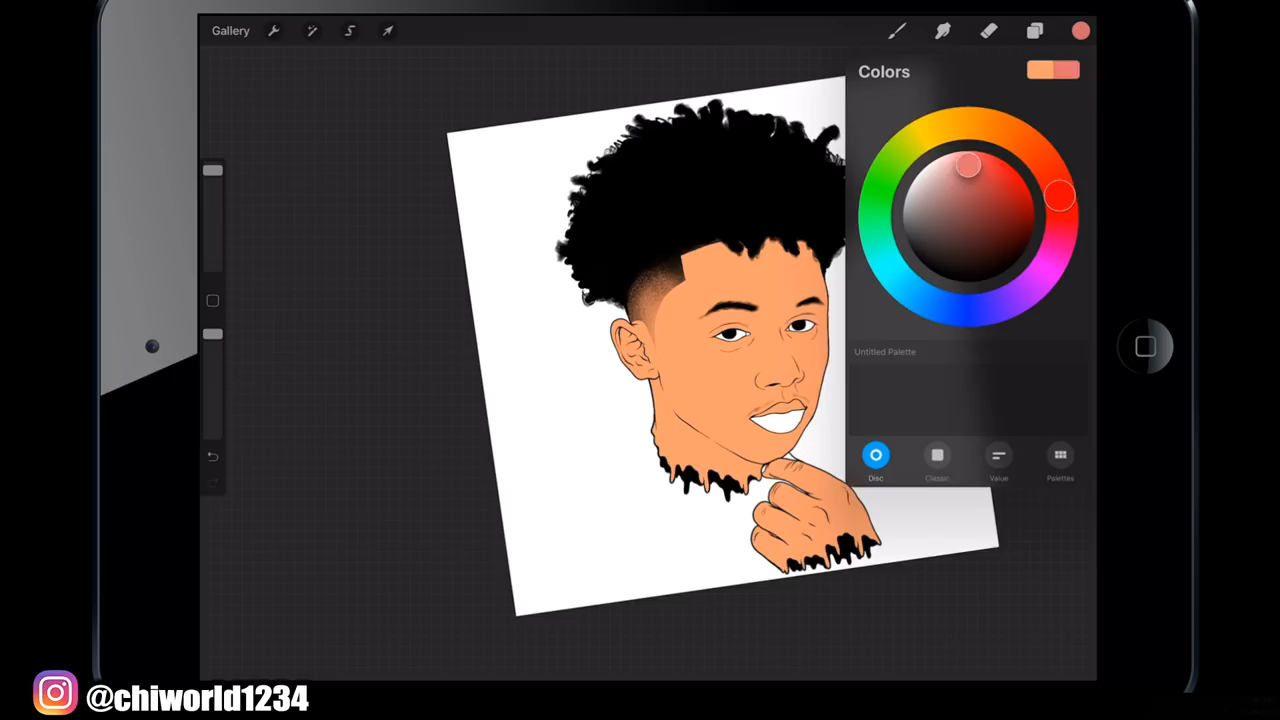 Gallery
Colors
Untitled Palette
Disc
Classic
Value
Palettes
@chiworld1234